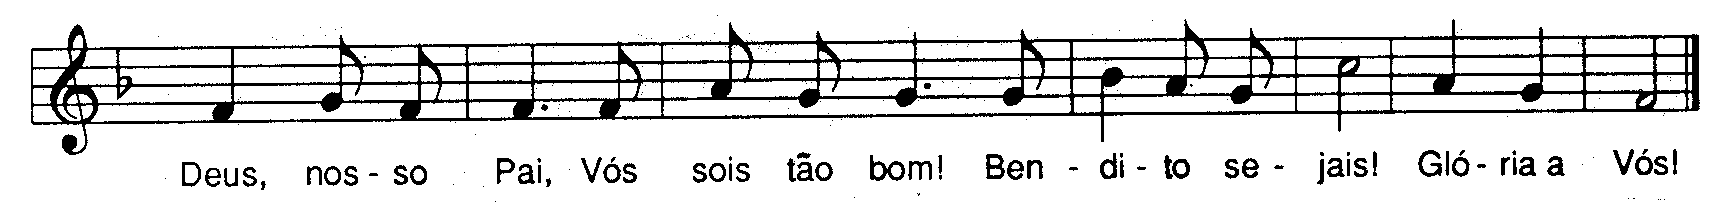 Deus, nos - so Pai, Vós sois tão bom! Ben - di - to se - jais! Gló - ria a Vós!